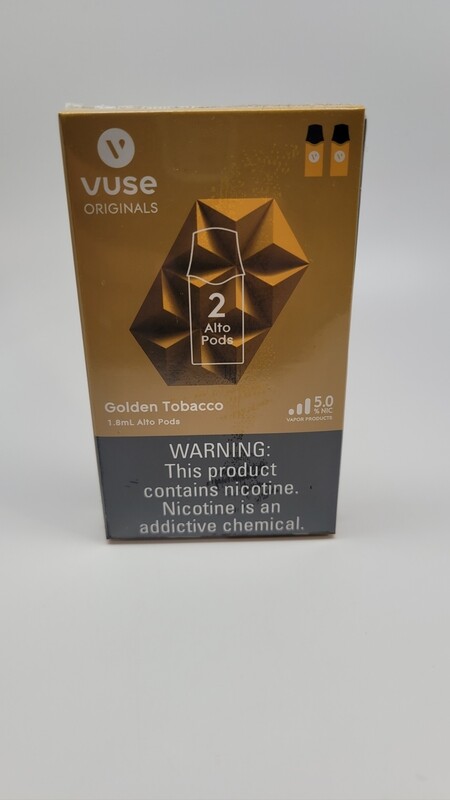 V
vuse
ORIGINALS
V V
2
Alto
Pods
Golden Tobacco
1.8mL Alto Pods
5.0
% NIC
VAPOR PRODUCTS
WARNING:
This product
contains nicotine.
Nicotine is an
addictive chemical.